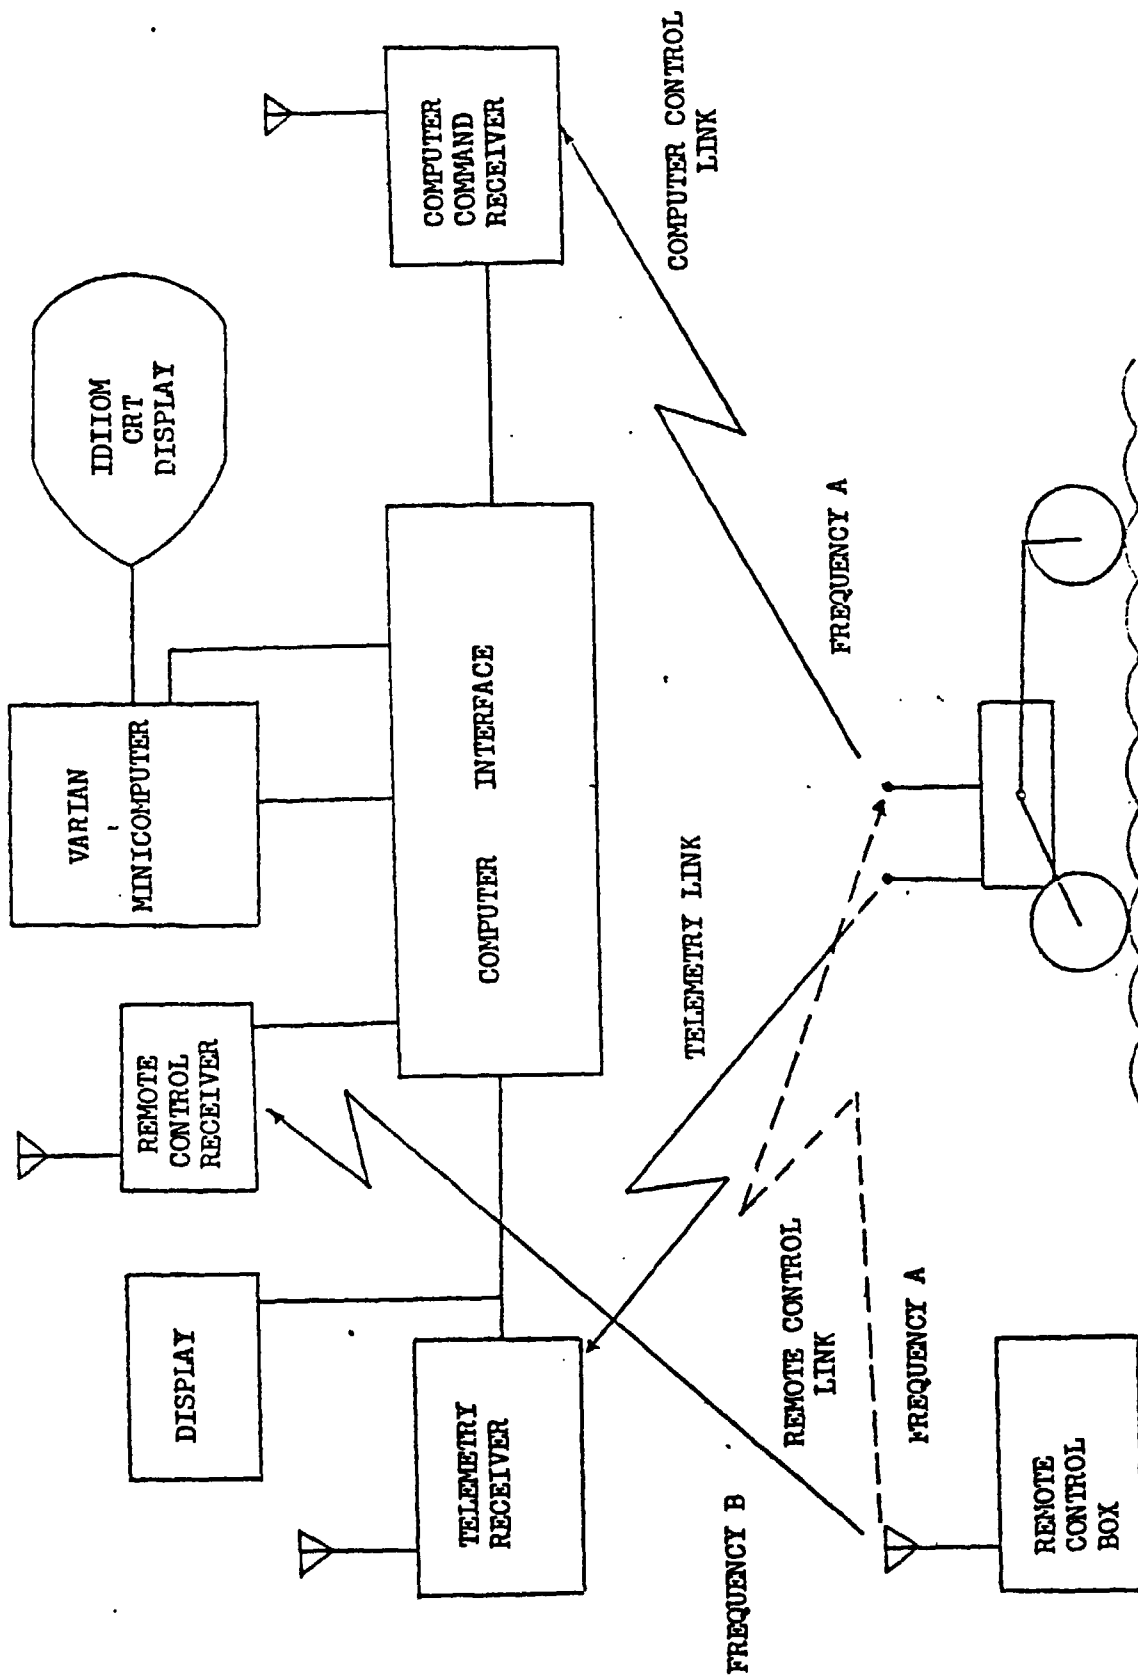 IDIIOM
CRT
DISPLAY
VARIAN
MINICOMPUTER
REMOTE
CONTROL
RECEIVER
DISPLAY
COMPUTER
COMMAND
RECEIVER
COMPUTER INTERFACE
TELEMETRY
RECEIVER
COMPUTER CONTROL
LINK
FREQUENCY A
TELEMETRY LINK
REMOTE CONTROL
LINK
FREQUENCY A
FREQUENCY B
REMOTE
CONTROL
BOX